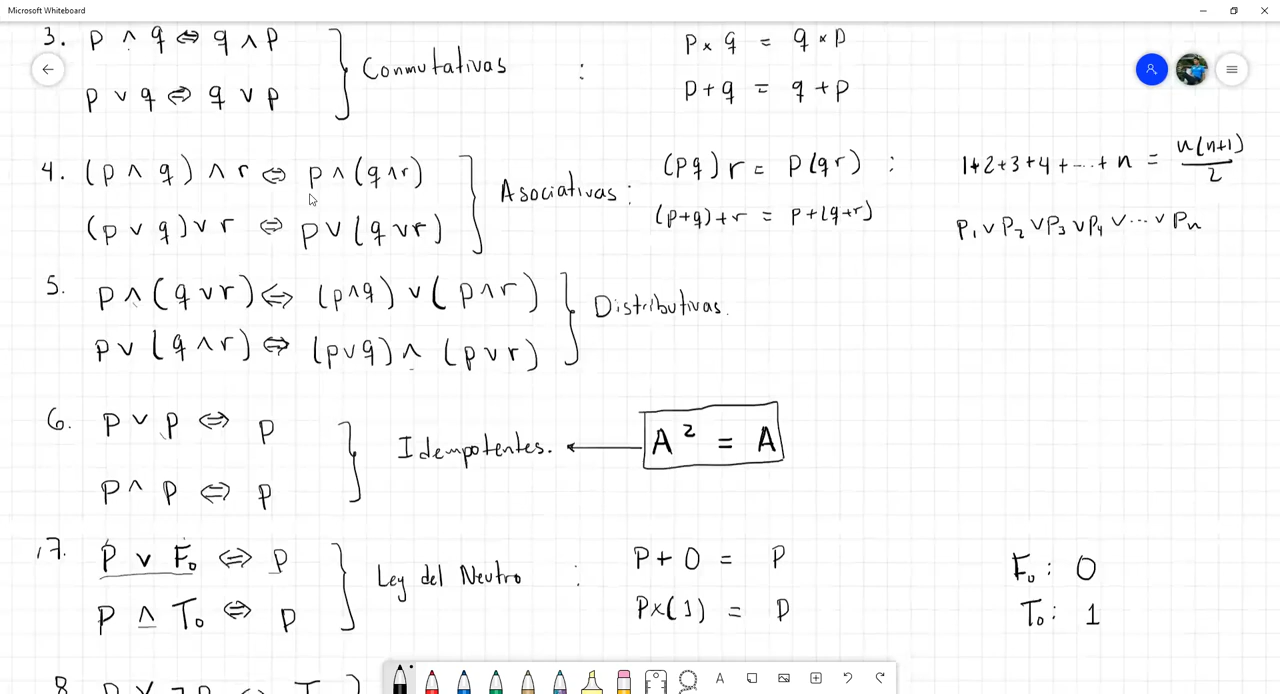 Microsoft Whiteboard
3. p ∧ q ⇔ q ∧ p
p ∨ q ⇔ q ∨ p
Conmutativas :
p × q = q × p
p + q = q + p
4. (p ∧ q) ∧ r ⇔ p ∧ (q ∧ r)
(p ∨ q) ∨ r ⇔ p ∨ (q ∨ r)
Asociativas :
(pq) r = p(qr) :
(p+q)+r = p+(q+r)
1+2+3+4+...+ n = n(n+1)/2
P₁ ∨ P₂ ∨ P₃ ∨ P₄ ∨ ... ∨ Pn
5. p ∧ (q ∨ r) ⇔ (p ∧ q) ∨ (p ∧ r)
p ∨ (q ∧ r) ⇔ (p ∨ q) ∧ (p ∨ r)
Distributivas.
6. p ∨ p ⇔ p
p ∧ p ⇔ p
Idempotentes. ← A² = A
7. P ∨ F₀ ⇔ p
P ∧ T₀ ⇔ p
Ley del Neutro :
p + 0 = p
p×(1) = p
F₀ : 0
T₀ : 1
A